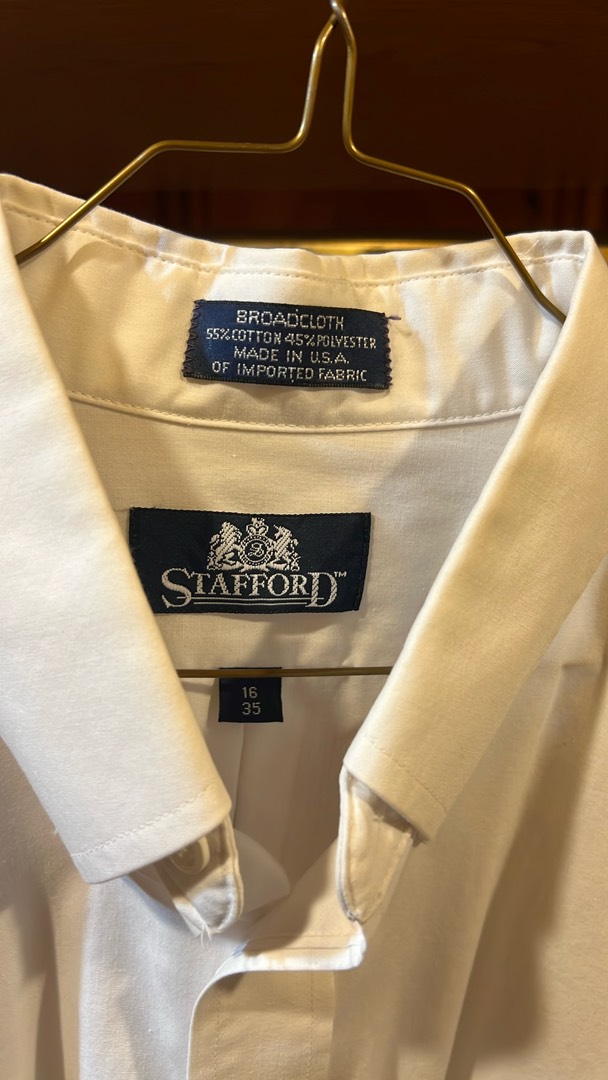 BROADCLOTH
55% COTTON 45% POLYESTER
MADE IN U.S.A.
OF IMPORTED FABRIC
STAFFORD™
16
35